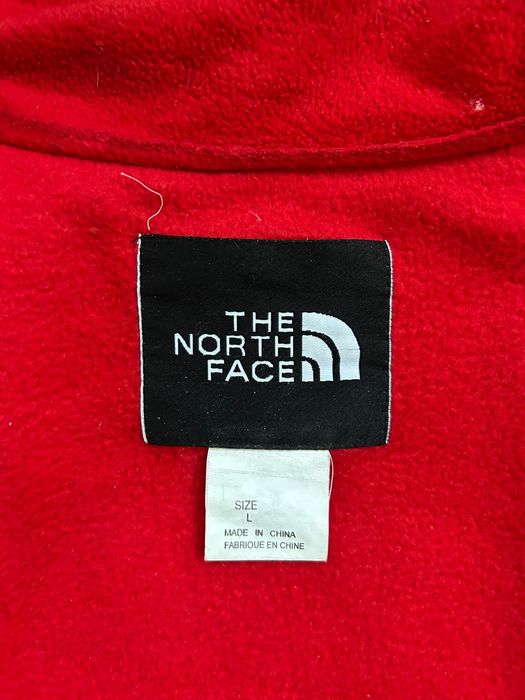 THE
NORTH
FACE
SIZE
L
MADE IN CHINA
FABRIQUE EN CHINE